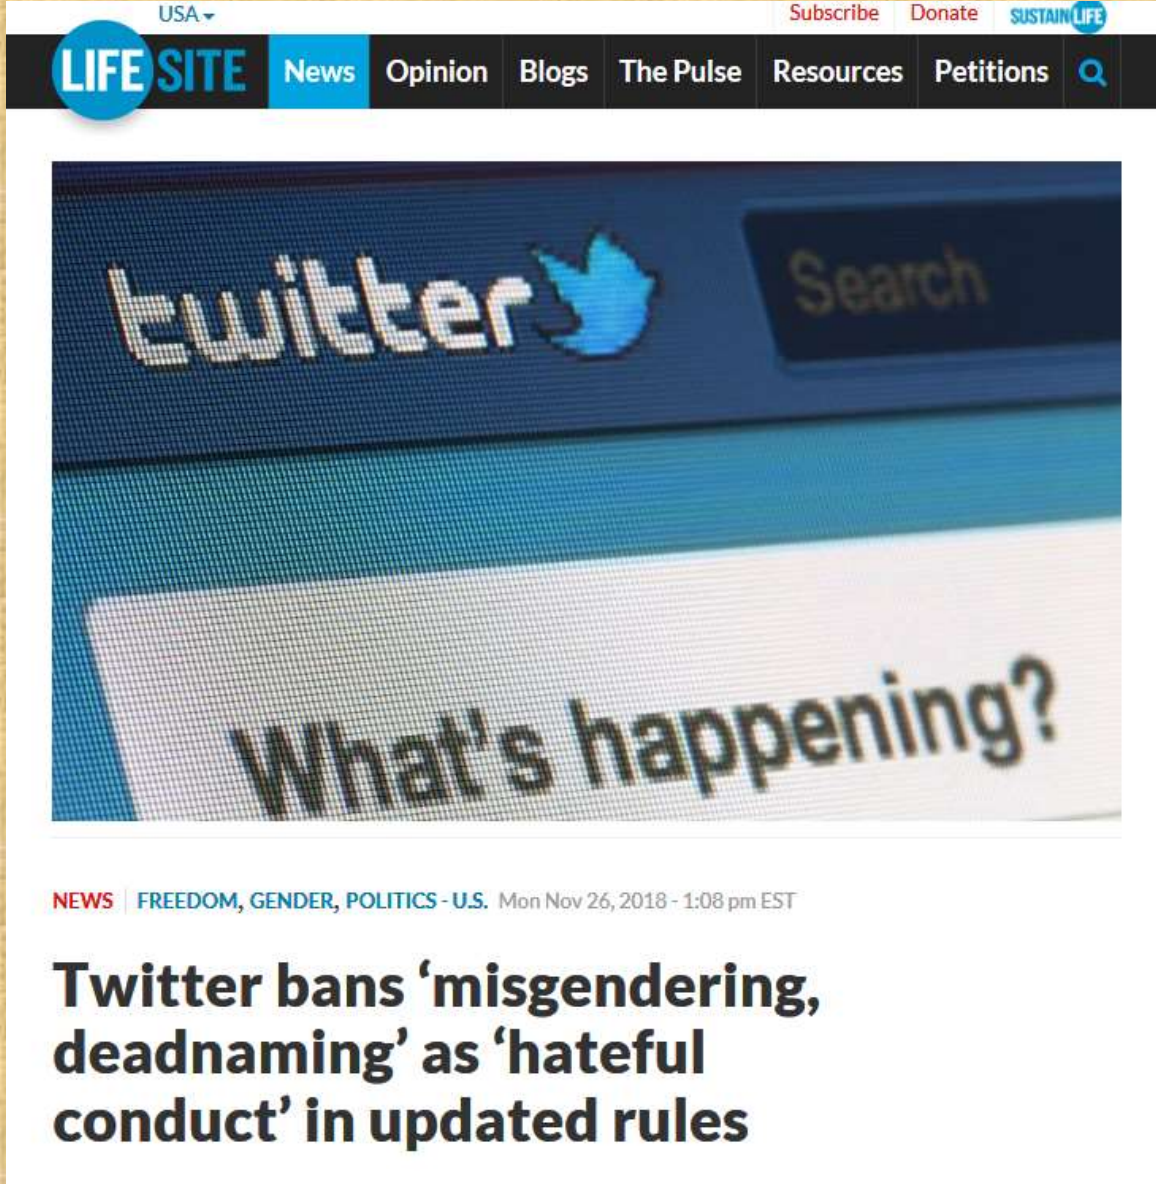 USA
Subscribe Donate SUSTAIN LIFE
LIFE SITE News Opinion Blogs The Pulse Resources Petitions
twitter Search
What's happening?
NEWS FREEDOM, GENDER, POLITICS - U.S. Mon Nov 26, 2018 - 1:08 pm EST
Twitter bans ‘misgendering,
deadnaming’ as ‘hateful
conduct’ in updated rules